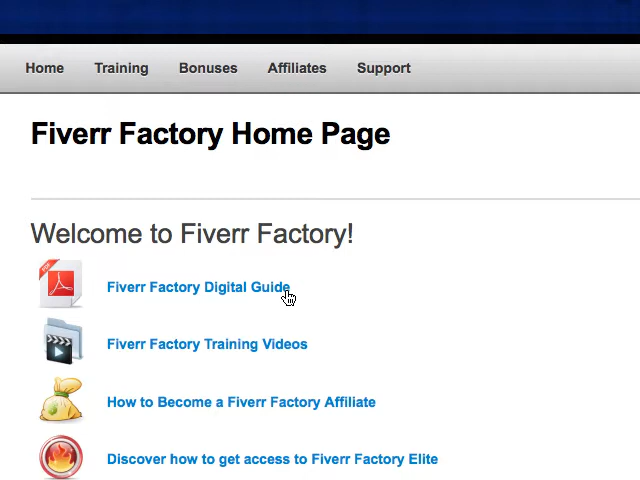 Home Training Bonuses Affiliates Support
Fiverr Factory Home Page
Welcome to Fiverr Factory!
Fiverr Factory Digital Guide
Fiverr Factory Training Videos
How to Become a Fiverr Factory Affiliate
Discover how to get access to Fiverr Factory Elite